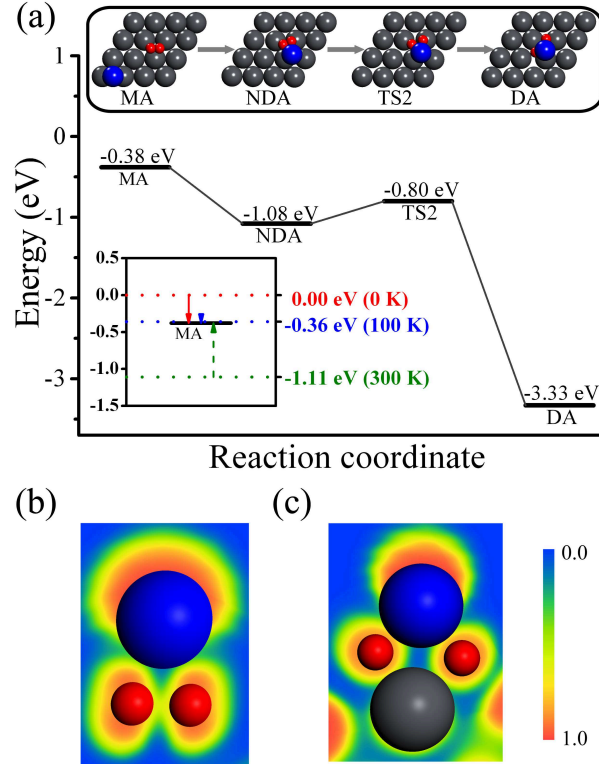 (a)
MA NDA TS2 DA
1
0
-1
-2
-3
Energy (eV)
-0.38 eV
MA
-1.08 eV
NDA
-0.80 eV
TS2
-3.33 eV
DA
0.5
0.0
-0.5
-1.0
-1.5
MA
0.00 eV (0 K)
-0.36 eV (100 K)
-1.11 eV (300 K)
Reaction coordinate
(b)
(c)
0.0
1.0